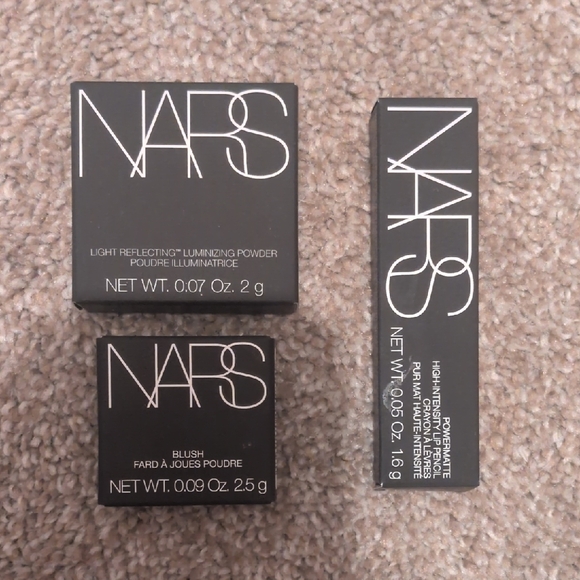 NARS
LIGHT REFLECTING™ LUMINIZING POWDER
POUDRE ILLUMINATRICE
NET WT. 0.07 Oz. 2 g
NARS
BLUSH
FARD À JOUES POUDRE
NET WT. 0.09 Oz. 2.5 g
NARS
POWERMATTE
HIGH-INTENSITY LIP PENCIL
CRAYON À LÈVRES
PUR MAT HAUTE-INTENSITÉ
NET WT. 0.05 Oz. 1.6 g